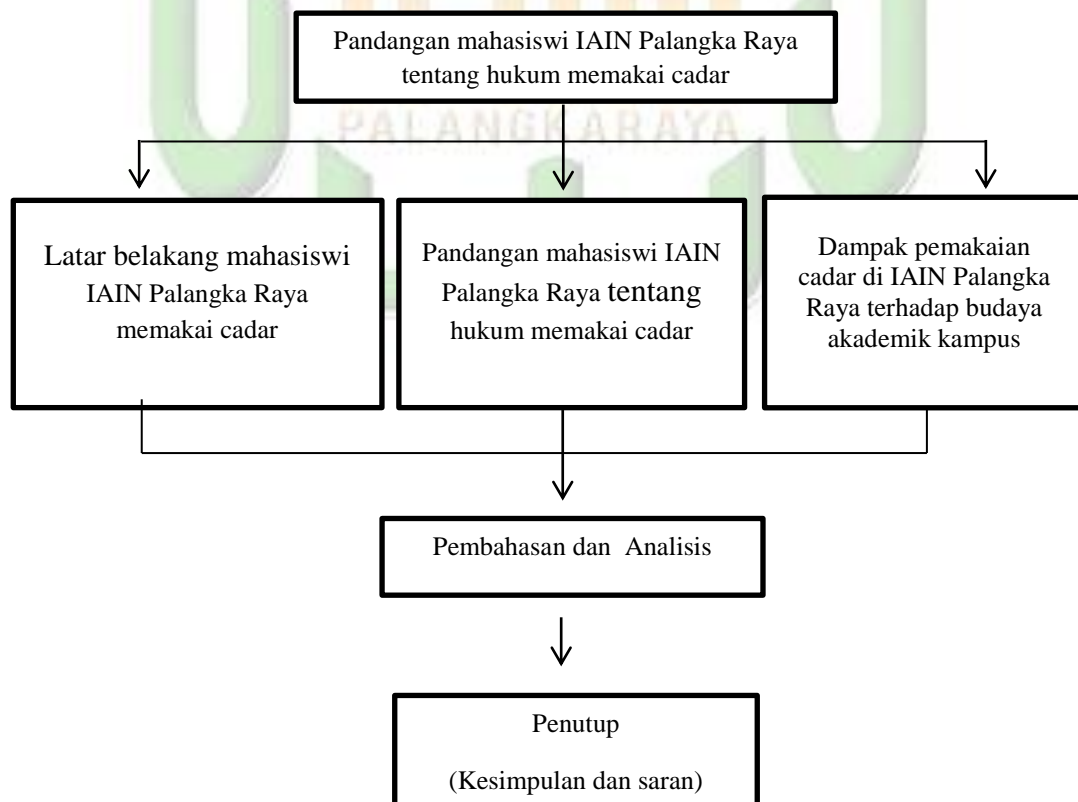 Pandangan mahasiswi IAIN Palangka Raya
tentang hukum memakai cadar
PALANGKARAYA
Latar belakang mahasiswi
IAIN Palangka Raya
memakai cadar
Pandangan mahasiswi IAIN
Palangka Raya tentang
hukum memakai cadar
Dampak pemakaian
cadar di IAIN Palangka
Raya terhadap budaya
akademik kampus
Pembahasan dan Analisis
Penutup
(Kesimpulan dan saran)